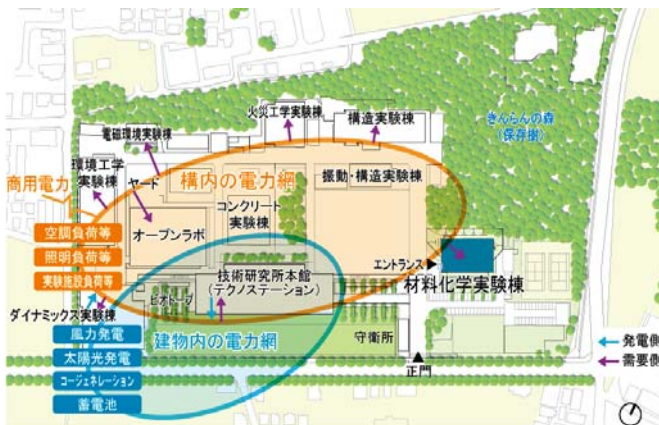 火災工学実験棟
構造実験棟
電磁環境実験棟
きんらんの森
(保存樹)
環境工学
実験棟
ヤード
構内の電力網
振動・構造実験棟
商用電力
コンクリート
実験棟
空調負荷等
オープンラボ
照明負荷等
エントランス
実験施設負荷等
技術研究所本館
(テクノステーション)
材料化学実験棟
ビオトープ
ダイナミックス実験棟
風力発電
建物内の電力網
守衛所
発電側
太陽光発電
正門
需要側
コージェネレーション
蓄電池